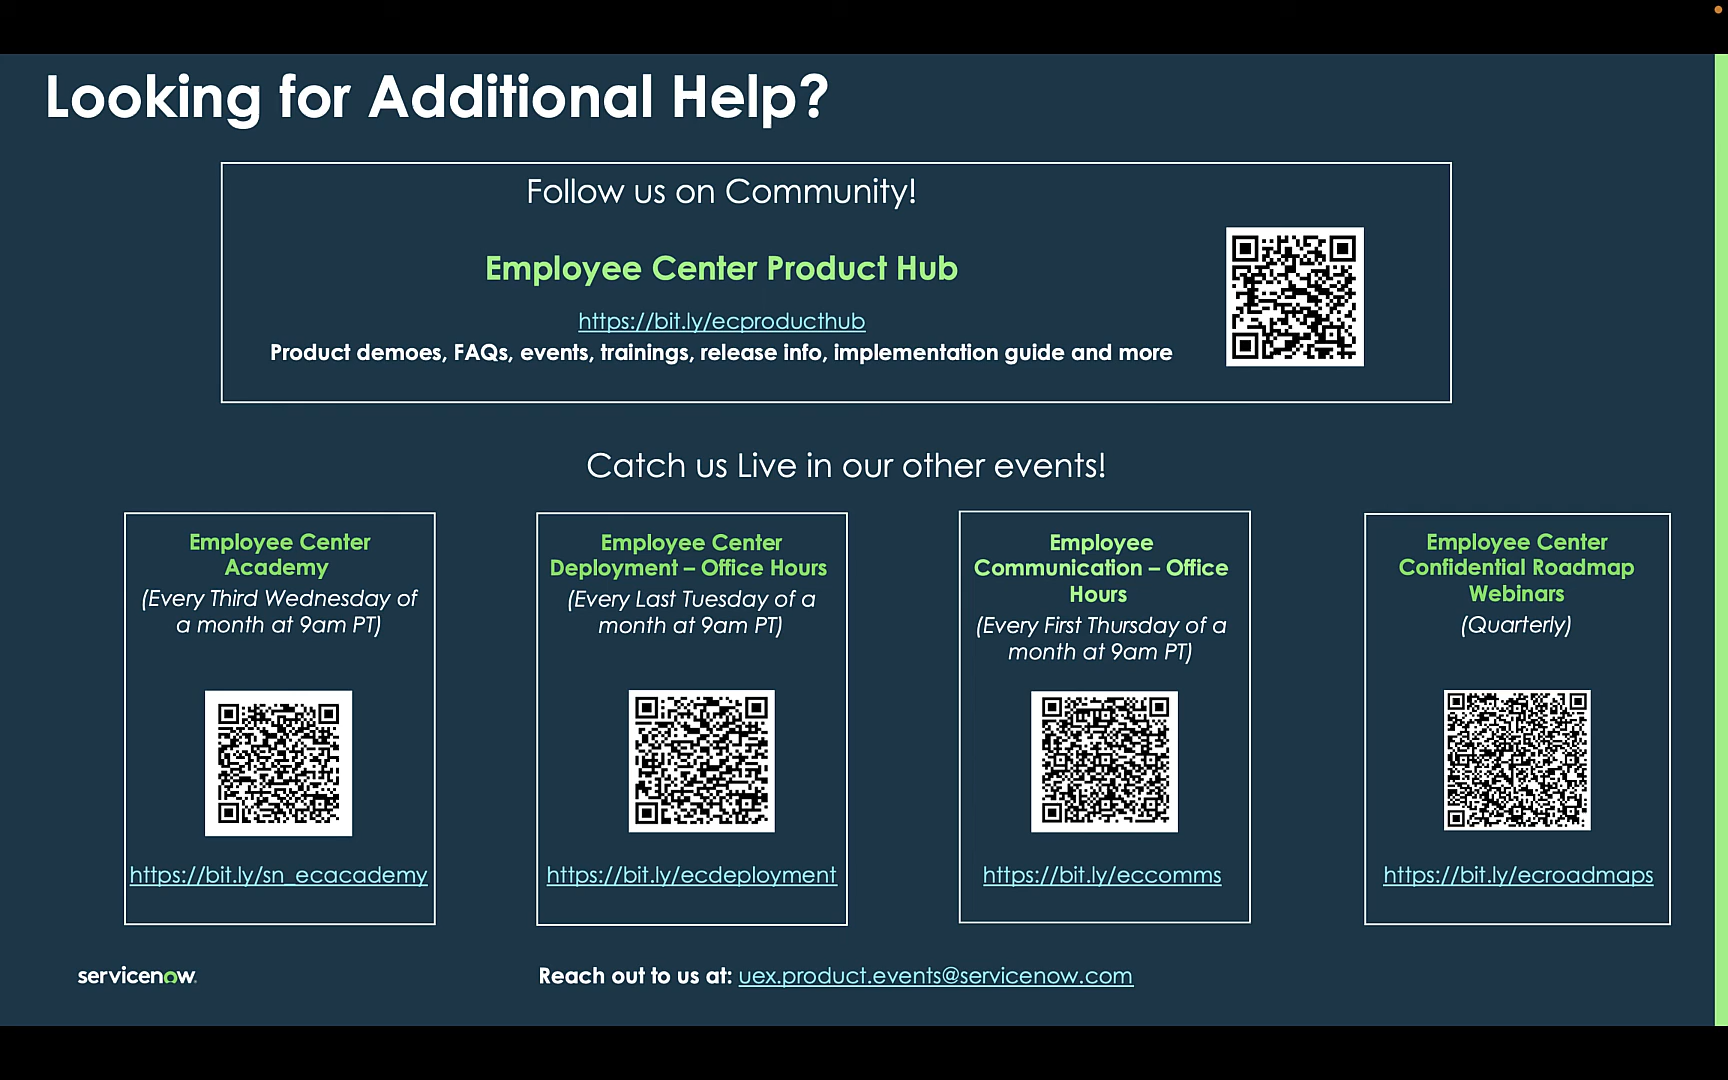 Looking for Additional Help?
Follow us on Community!
Employee Center Product Hub
https://bit.ly/ecproducthub
Product demoes, FAQs, events, trainings, release info, implementation guide and more
Catch us Live in our other events!
Employee Center
Academy
(Every Third Wednesday of
a month at 9am PT)
https://bit.ly/sn_ecacademy
Employee Center
Deployment – Office Hours
(Every Last Tuesday of a
month at 9am PT)
https://bit.ly/ecdeployment
Employee
Communication – Office
Hours
(Every First Thursday of a
month at 9am PT)
https://bit.ly/eccomms
Employee Center
Confidential Roadmap
Webinars
(Quarterly)
https://bit.ly/ecroadmaps
servicenow
Reach out to us at: uex.product.events@servicenow.com